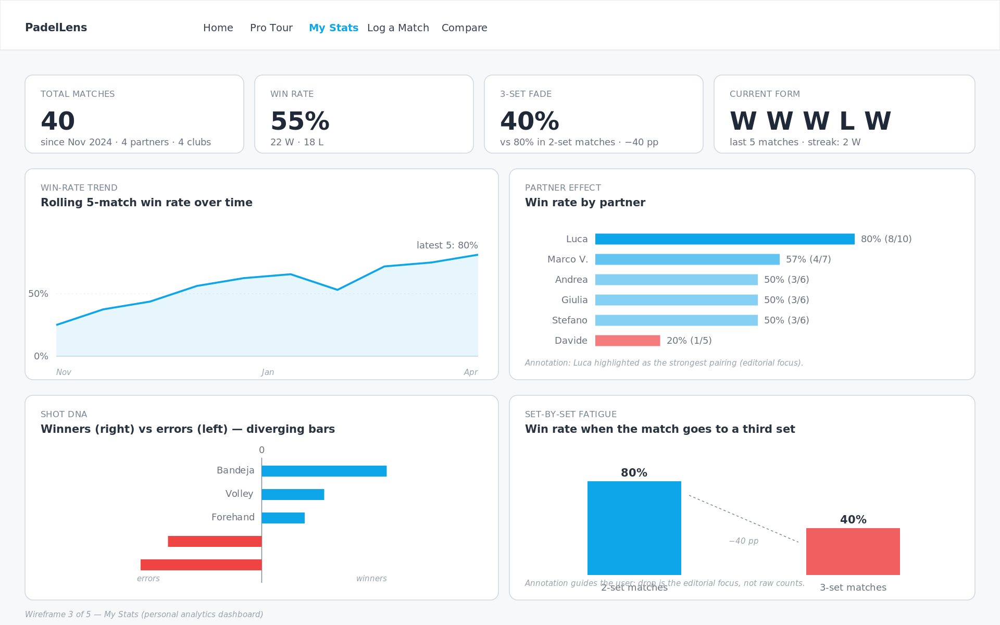 PadelLens
Home Pro Tour My Stats Log a Match Compare
TOTAL MATCHES
40
since Nov 2024 · 4 partners · 4 clubs
WIN RATE
55%
22 W · 18 L
3-SET FADE
40%
vs 80% in 2-set matches · −40 pp
CURRENT FORM
W W W L W
last 5 matches · streak: 2 W
WIN-RATE TREND
Rolling 5-match win rate over time
latest 5: 80%
50%
0%
Nov Jan Apr
PARTNER EFFECT
Win rate by partner
Luca 80% (8/10)
Marco V. 57% (4/7)
Andrea 50% (3/6)
Giulia 50% (3/6)
Stefano 50% (3/6)
Davide 20% (1/5)
Annotation: Luca highlighted as the strongest pairing (editorial focus).
SHOT DNA
Winners (right) vs errors (left) — diverging bars
0
Bandeja
Volley
Forehand
errors winners
SET-BY-SET FATIGUE
Win rate when the match goes to a third set
80%
40%
−40 pp
Annotation guides the user: drop is the editorial focus, not raw counts.
2-set matches 3-set matches
Wireframe 3 of 5 — My Stats (personal analytics dashboard)